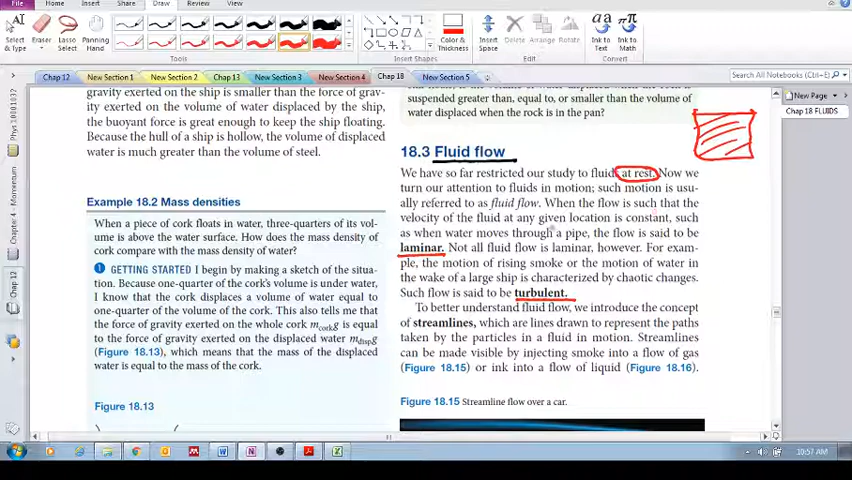 File
Home
Insert
Share
Draw
Review
View
Select & Type
Eraser
Lasso Select
Panning Hand
Tools
Insert Shapes
Color & Thickness
Insert Space
Delete
Arrange
Rotate
Edit
Ink to Text
Ink to Math
Convert
Chap 12
New Section 1
New Section 2
Chap 13
New Section 3
New Section 4
Chap 18
New Section 5
Search All Notebooks (Ctrl+E)
New Page
Chap 18 FLUIDS
Chapter 4 - Momentum
Chap 12
gravity exerted on the ship is smaller than the force of grav-
ity exerted on the volume of water displaced by the ship,
the buoyant force is great enough to keep the ship floating.
Because the hull of a ship is hollow, the volume of displaced
water is much greater than the volume of steel.
Example 18.2 Mass densities
When a piece of cork floats in water, three-quarters of its vol-
ume is above the water surface. How does the mass density of
cork compare with the mass density of water?
1 GETTING STARTED I begin by making a sketch of the situa-
tion. Because one-quarter of the cork's volume is under water,
I know that the cork displaces a volume of water equal to
one-quarter of the volume of the cork. This also tells me that
the force of gravity exerted on the whole cork mcorkg is equal
to the force of gravity exerted on the displaced water mdispg
(Figure 18.13), which means that the mass of the displaced
water is equal to the mass of the cork.
Figure 18.13
suspended greater than, equal to, or smaller than the volume of
water displaced when the rock is in the pan?
18.3 Fluid flow
We have so far restricted our study to fluids at rest. Now we
turn our attention to fluids in motion; such motion is usu-
ally referred to as fluid flow. When the flow is such that the
velocity of the fluid at any given location is constant, such
as when water moves through a pipe, the flow is said to be
laminar. Not all fluid flow is laminar, however. For exam-
ple, the motion of rising smoke or the motion of water in
the wake of a large ship is characterized by chaotic changes.
Such flow is said to be turbulent.
To better understand fluid flow, we introduce the concept
of streamlines, which are lines drawn to represent the paths
taken by the particles in a fluid in motion. Streamlines
can be made visible by injecting smoke into a flow of gas
(Figure 18.15) or ink into a flow of liquid (Figure 18.16).
Figure 18.15 Streamline flow over a car.
10:57 AM